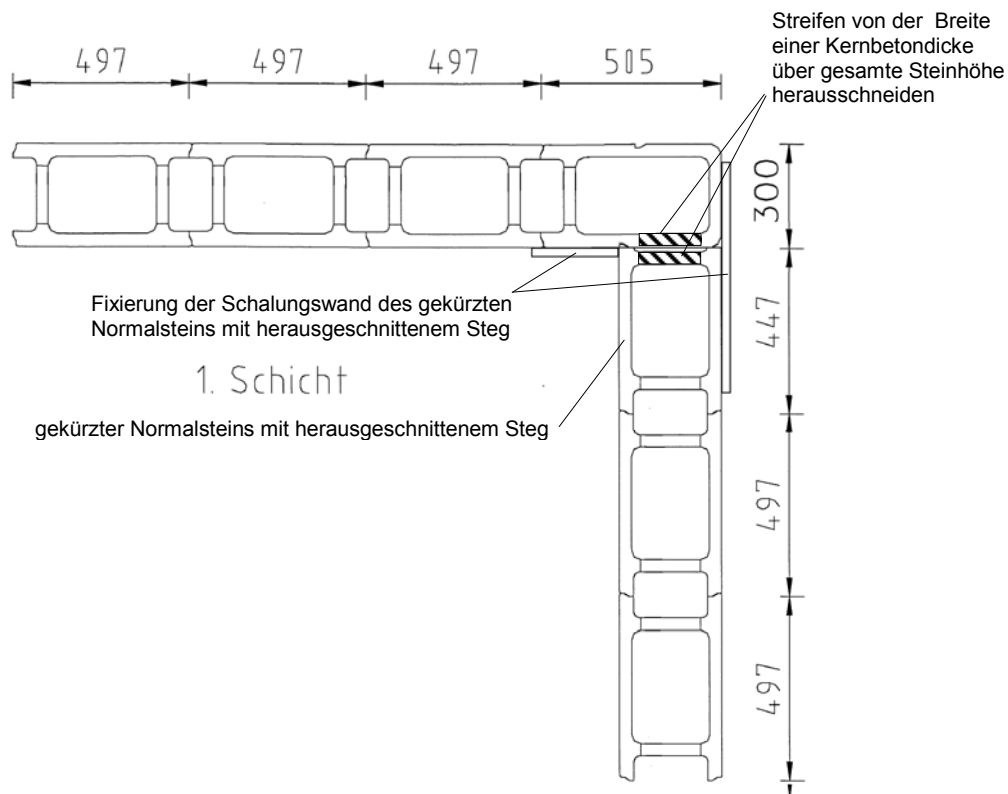 Streifen von der Breite
einer Kernbetondicke
über gesamte Steinhöhe
herausschneiden
497
497
497
505
300
Fixierung der Schalungswand des gekürzten
Normalsteins mit herausgeschnittenem Steg
447
1. Schicht
gekürzter Normalsteins mit herausgeschnittenem Steg
497
497